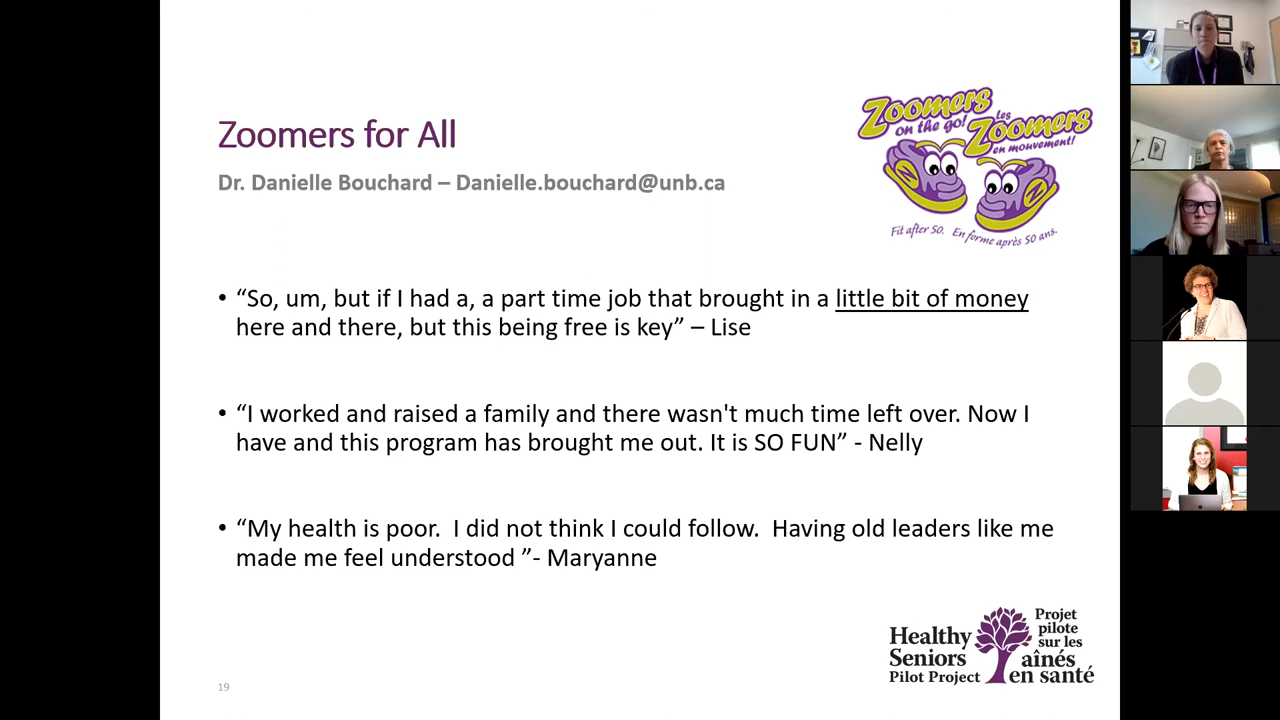 Zoomers for All
Dr. Danielle Bouchard – Danielle.bouchard@unb.ca
Zoomers
on the go!
Les
Zoomers
en mouvement!
Fit after 50. En forme après 50 ans.
• “So, um, but if I had a, a part time job that brought in a little bit of money
here and there, but this being free is key” – Lise
• “I worked and raised a family and there wasn't much time left over. Now I
have and this program has brought me out. It is SO FUN” - Nelly
• “My health is poor.  I did not think I could follow.  Having old leaders like me
made me feel understood ”- Maryanne
Healthy
Seniors
Pilot Project
Projet
pilote
sur les
aînés
en santé
19